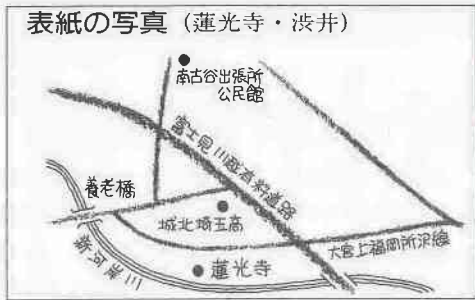 表紙の写真（蓮光寺・渋井）
南古谷出張所
公民館
富士見川越有料道路
養老橋
城北埼玉高
大宮上福岡所沢線
新河岸川
蓮光寺